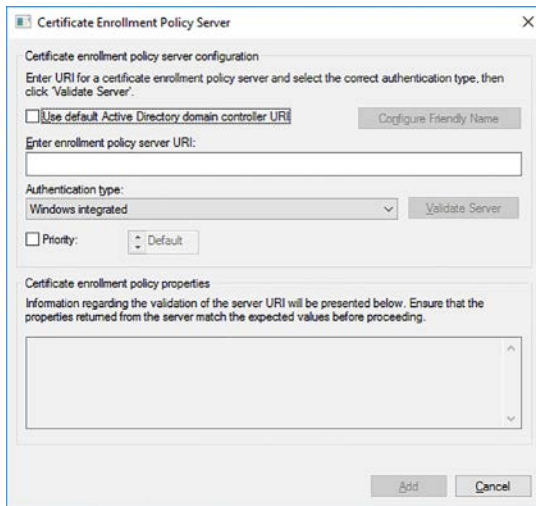 Certificate Enrollment Policy Server
Certificate enrollment policy server configuration
Enter URI for a certificate enrollment policy server and select the correct authentication type, then
click 'Validate Server'.
Use default Active Directory domain controller URI
Configure Friendly Name
Enter enrollment policy server URI:
Authentication type:
Windows integrated
Validate Server
Priority:
Default
Certificate enrollment policy properties
Information regarding the validation of the server URI will be presented below. Ensure that the
properties returned from the server match the expected values before proceeding.
Add
Cancel